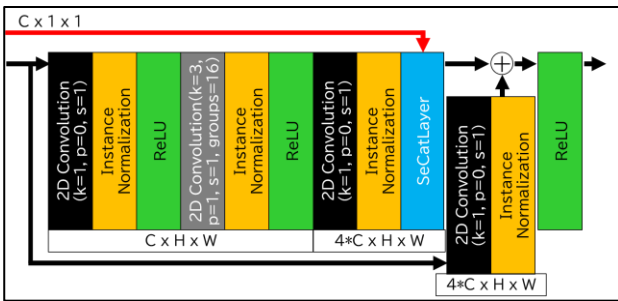 C x 1 x 1
2D Convolution
(k=1, p=0, s=1)
Instance
Normalization
ReLU
2D Convolution(k=3,
p=1, s=1, groups=16)
Instance
Normalization
ReLU
2D Convolution
(k=1, p=0, s=1)
Instance
Normalization
SeCatLayer
+
2D Convolution
(k=1, p=0, s=1)
Instance
Normalization
ReLU
C x H x W
4*C x H x W
4*C x H x W